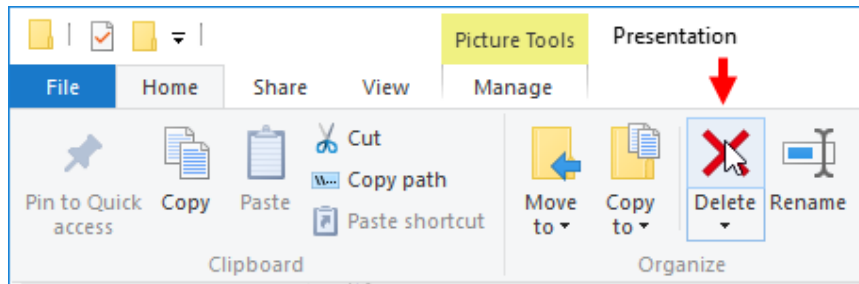 Picture Tools Presentation
File Home Share View Manage
Pin to Quick access
Copy
Paste
Cut
Copy path
Paste shortcut
Move to
Copy to
Delete
Rename
Clipboard
Organize